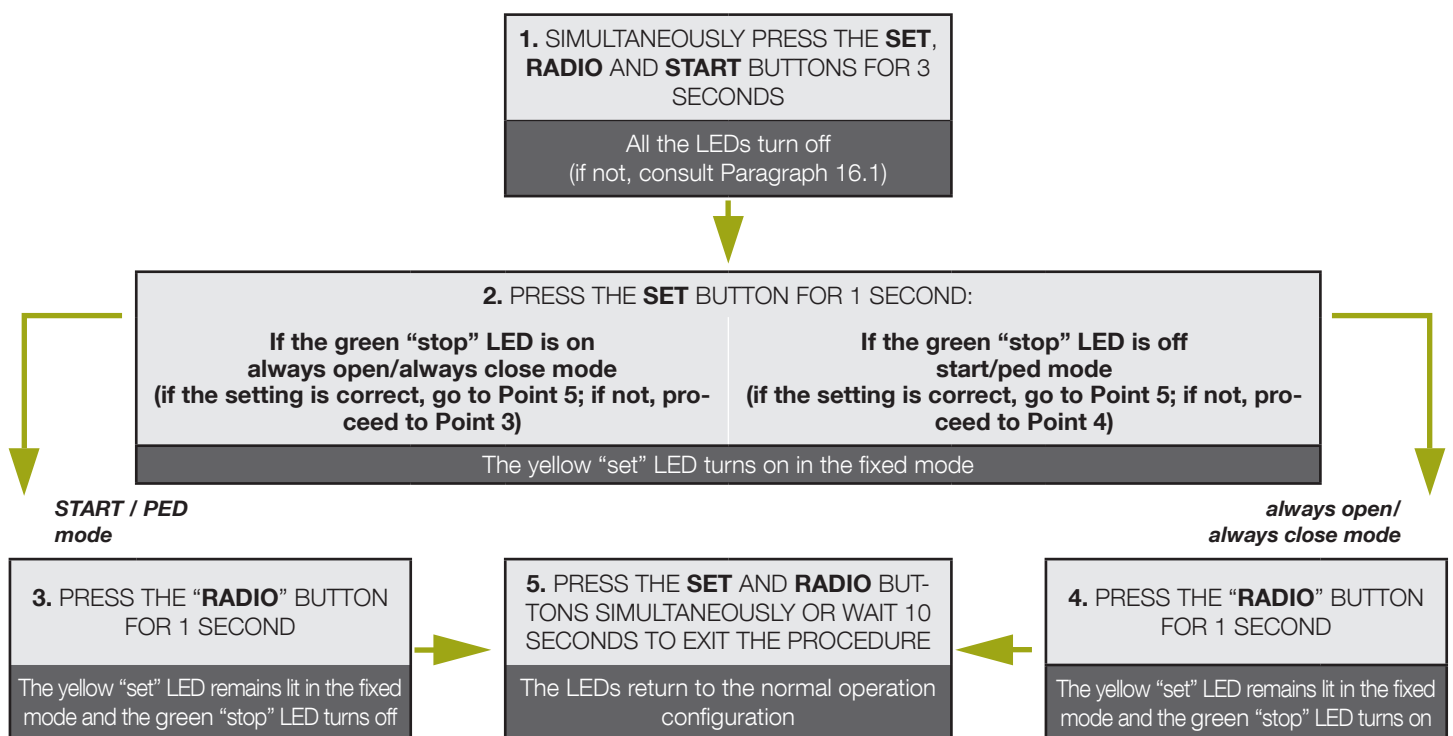 1. SIMULTANEOUSLY PRESS THE SET,
RADIO AND START BUTTONS FOR 3
SECONDS
All the LEDs turn off
(if not, consult Paragraph 16.1)
2. PRESS THE SET BUTTON FOR 1 SECOND:
If the green “stop” LED is on
always open/always close mode
(if the setting is correct, go to Point 5; if not, pro-
ceed to Point 3)
If the green “stop” LED is off
start/ped mode
(if the setting is correct, go to Point 5; if not, pro-
ceed to Point 4)
The yellow “set” LED turns on in the fixed mode
START / PED
mode
always open/
always close mode
3. PRESS THE “RADIO” BUTTON
FOR 1 SECOND
The yellow “set” LED remains lit in the fixed
mode and the green “stop” LED turns off
5. PRESS THE SET AND RADIO BUT-
TONS SIMULTANEOUSLY OR WAIT 10
SECONDS TO EXIT THE PROCEDURE
The LEDs return to the normal operation
configuration
4. PRESS THE “RADIO” BUTTON
FOR 1 SECOND
The yellow “set” LED remains lit in the fixed
mode and the green “stop” LED turns on